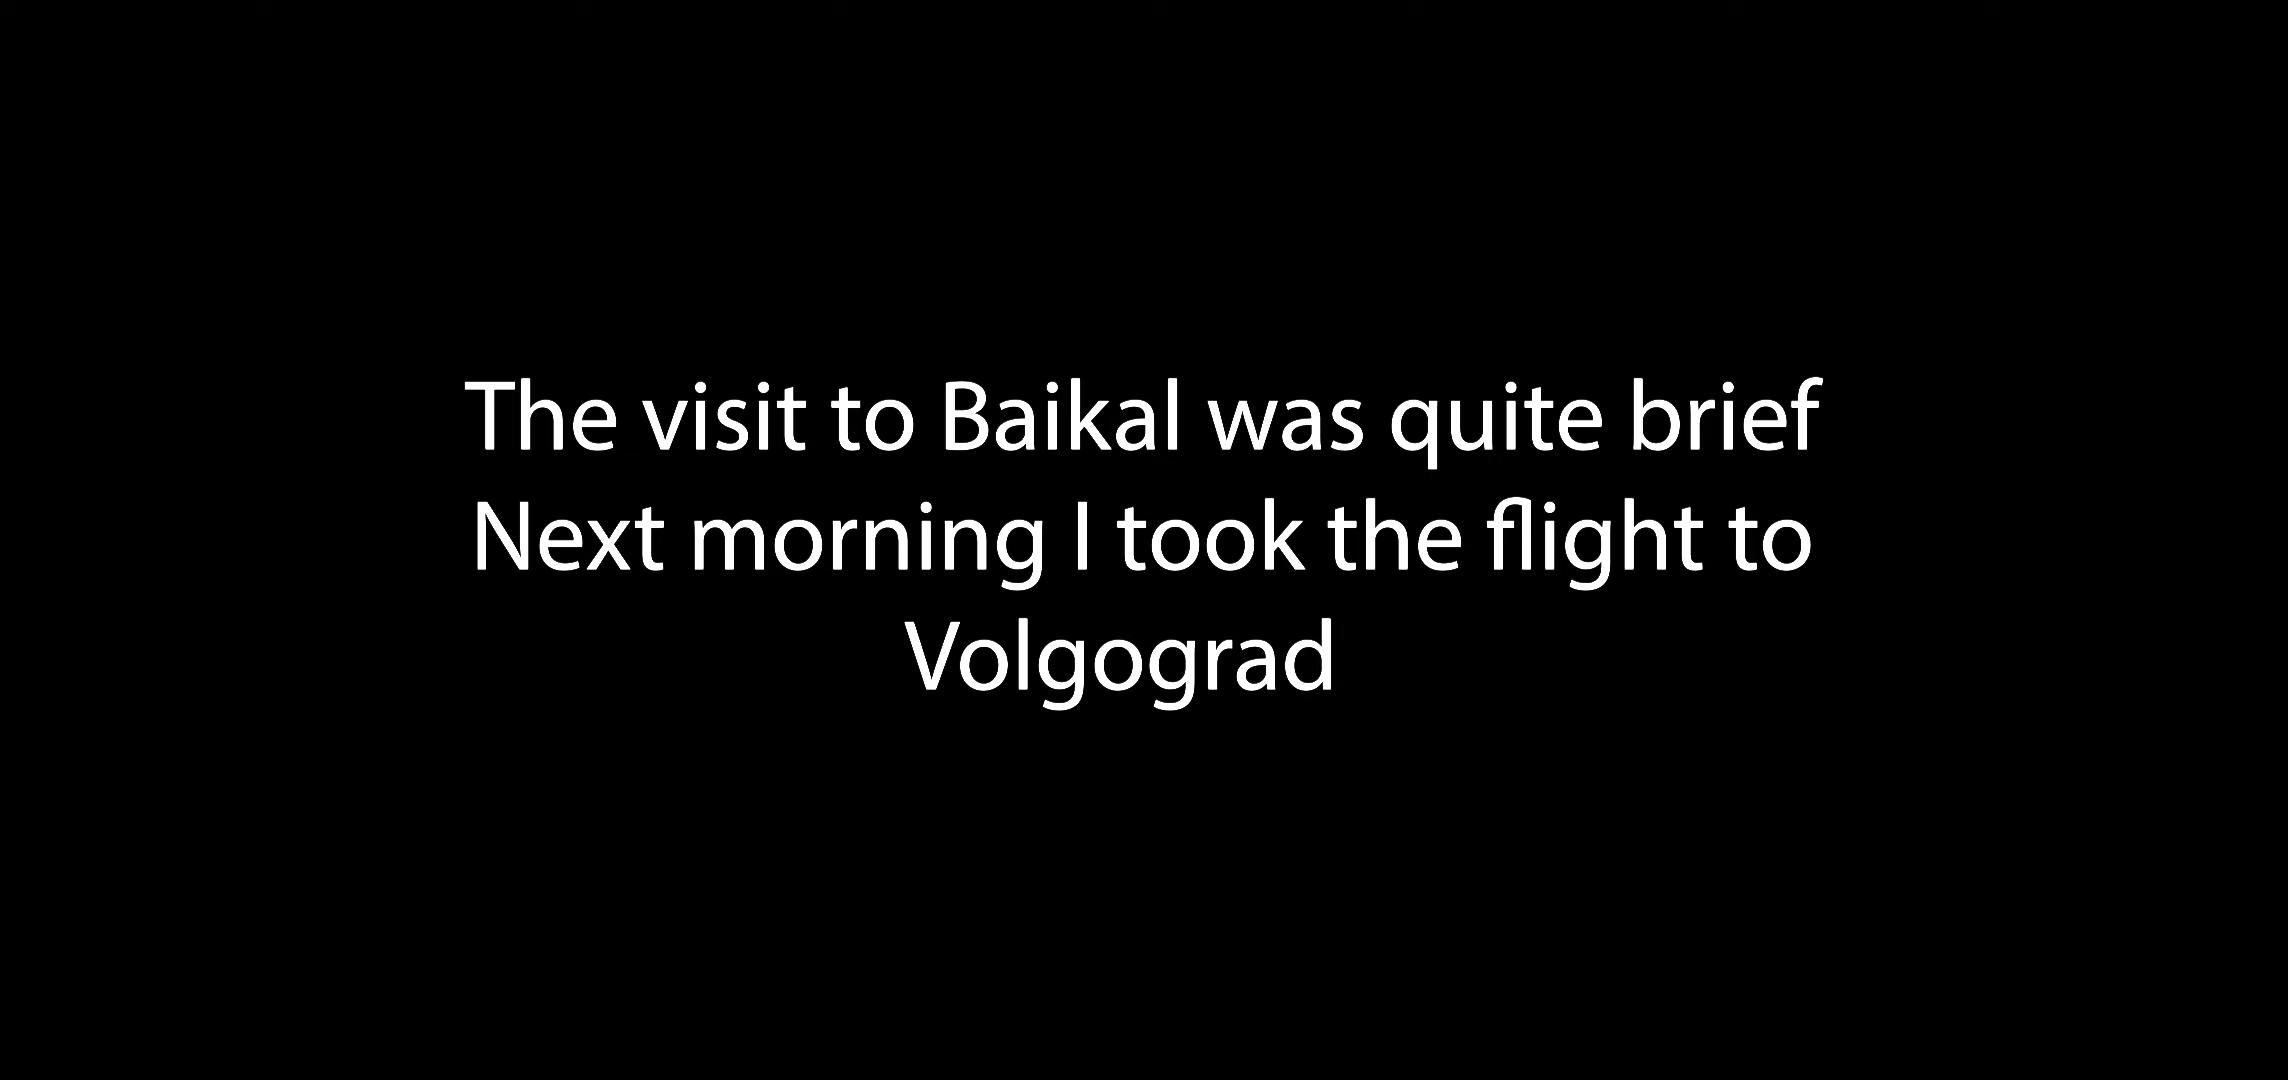 The visit to Baikal was quite brief
Next morning I took the flight to
Volgograd